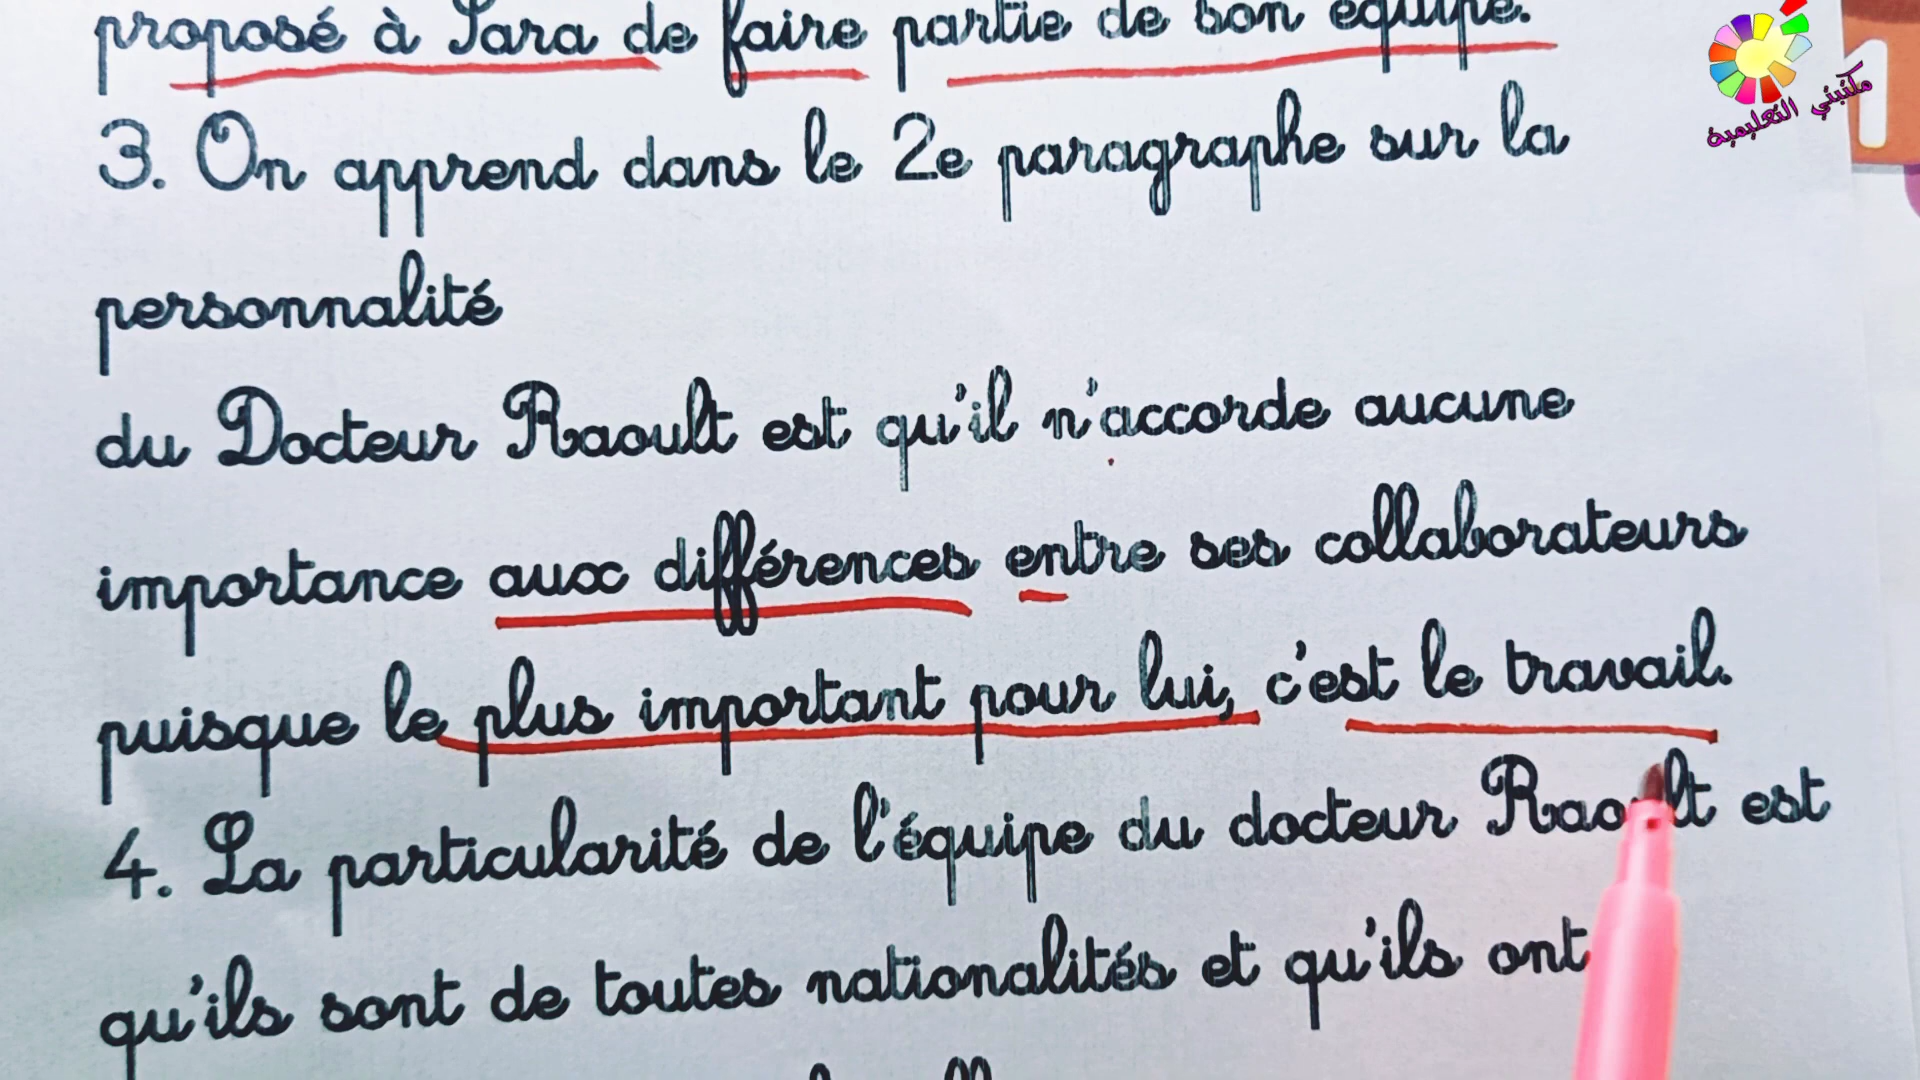 proposé à Sara de faire partie de son équipe.
3. On apprend dans le 2e paragraphe sur la
personnalité
du Docteur Raoult est qu'il n'accorde aucune
importance aux différences entre ses collaborateurs
puisque le plus important pour lui, c'est le travail.
4. La particularité de l'équipe du docteur Raoult est
qu'ils sont de toutes nationalités et qu'ils ont
مكتبتي التعليمية
1